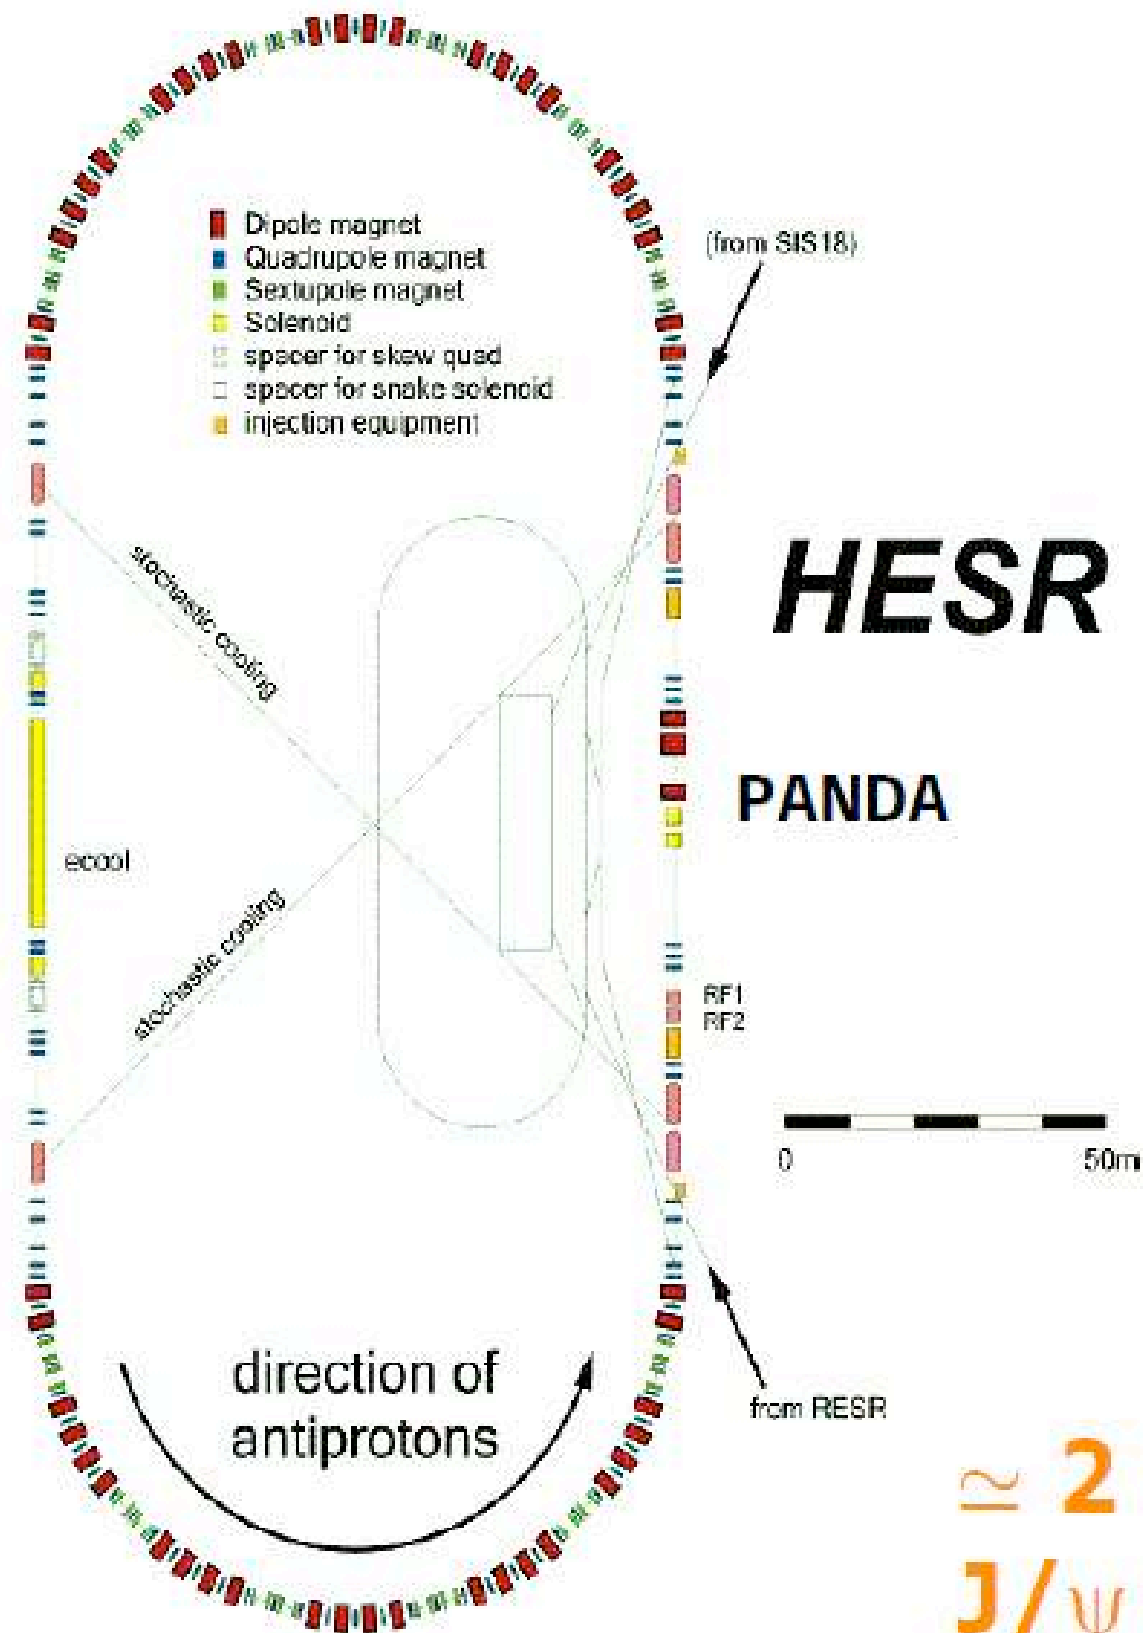 Dipole magnet
Quadrupole magnet
Sextupole magnet
Solenoid
spacer for skew quad
spacer for snake solenoid
injection equipment
(from SIS18)
HESR
stochastic cooling
PANDA
ecool
stochastic cooling
RF1
RF2
0 50m
direction of
antiprotons
from RESR
≃ 2
J/ψ